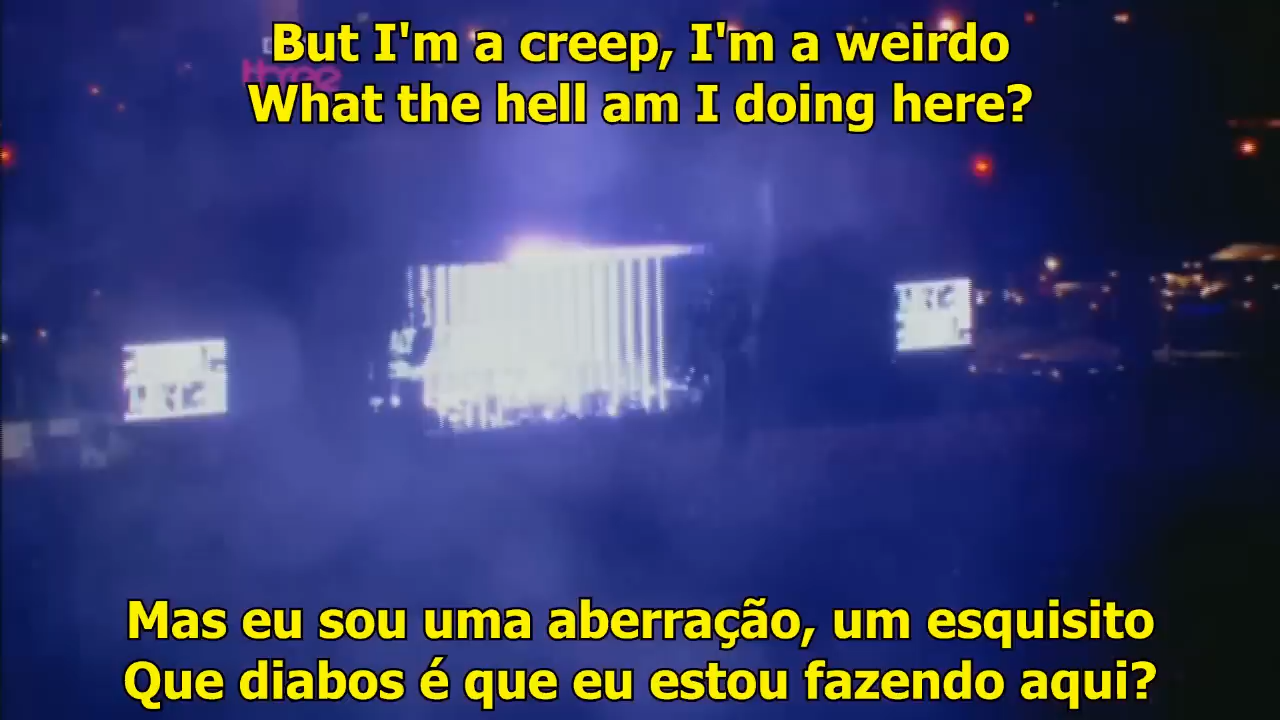 But I'm a creep, I'm a weirdo
three
What the hell am I doing here?
Mas eu sou uma aberração, um esquisito
Que diabos é que eu estou fazendo aqui?